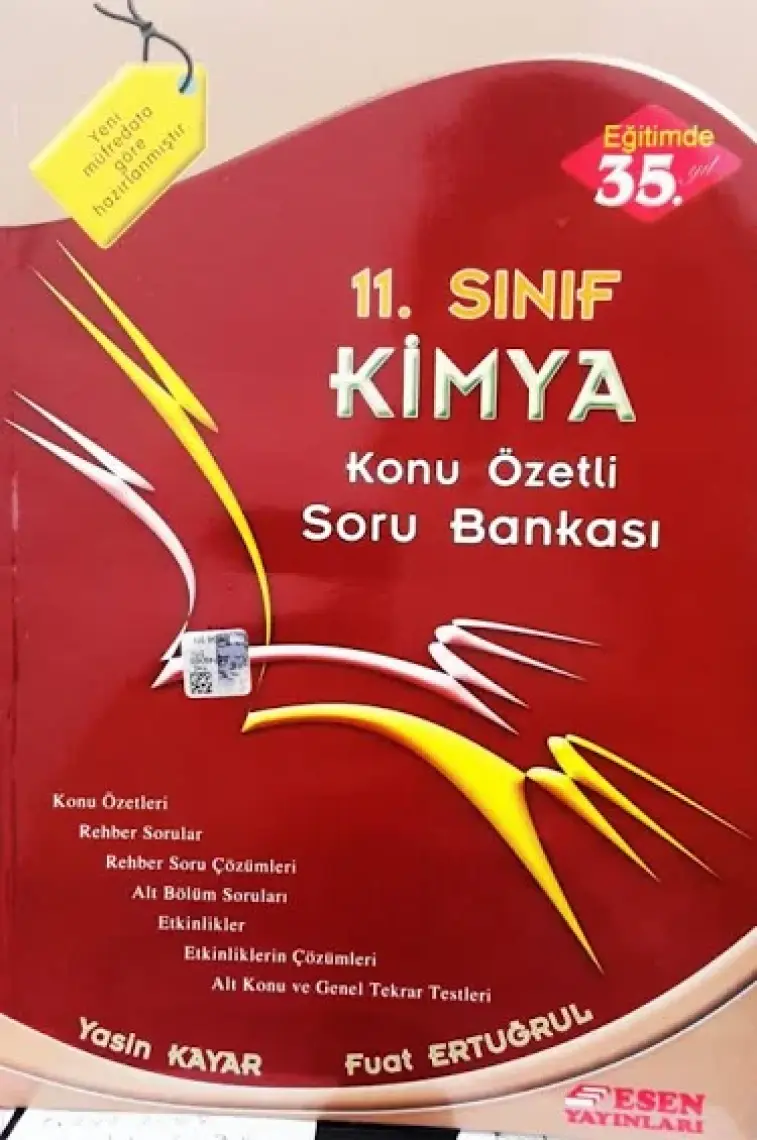 Yeni
müfredata
göre
hazırlanmıştır
Eğitimde
35. yıl
11. SINIF
KİMYA
Konu Özetli
Soru Bankası
Konu Özetleri
Rehber Sorular
Rehber Soru Çözümleri
Alt Bölüm Soruları
Etkinlikler
Etkinliklerin Çözümleri
Alt Konu ve Genel Tekrar Testleri
Yasin KAYAR
Fuat ERTUĞRUL
ESEN
YAYINLARI